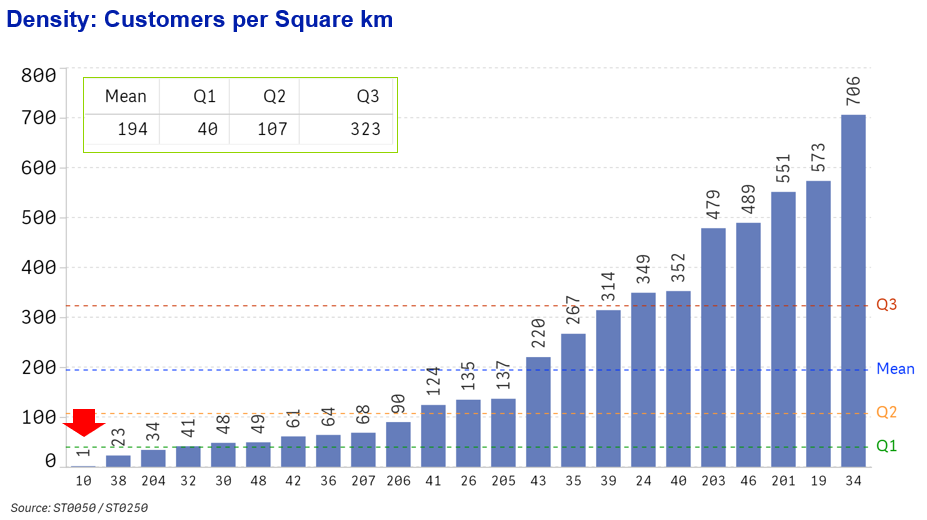 Density: Customers per Square km
Mean Q1 Q2 Q3
194 40 107 323
800
700
600
500
400
300
200
100
0
1 23 34 41 48 49 61 64 68 90 124 135 137 220 267 314 349 352 479 489 551 573 706
Q3
Mean
Q2
Q1
10 38 204 32 30 48 42 36 207 206 41 26 205 43 35 39 24 40 203 46 201 19 34
Source: ST0050 / ST0250